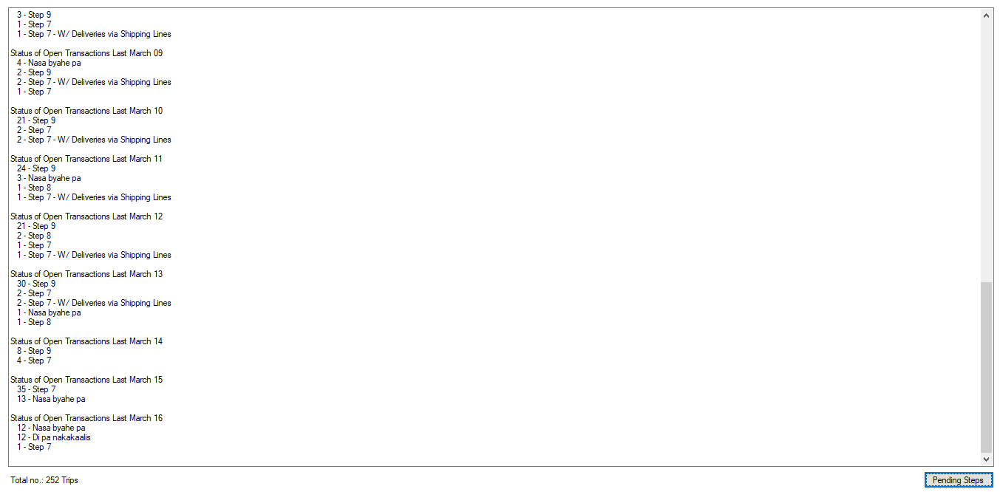 3 - Step 9
1 - Step 7
1 - Step 7 - W/ Deliveries via Shipping Lines
Status of Open Transactions Last March 09
4 - Nasa byahe pa
2 - Step 9
2 - Step 7 - W/ Deliveries via Shipping Lines
1 - Step 7
Status of Open Transactions Last March 10
21 - Step 9
2 - Step 7
2 - Step 7 - W/ Deliveries via Shipping Lines
Status of Open Transactions Last March 11
24 - Step 9
3 - Nasa byahe pa
1 - Step 8
1 - Step 7 - W/ Deliveries via Shipping Lines
Status of Open Transactions Last March 12
21 - Step 9
2 - Step 8
1 - Step 7
1 - Step 7 - W/ Deliveries via Shipping Lines
Status of Open Transactions Last March 13
30 - Step 9
2 - Step 7
2 - Step 7 - W/ Deliveries via Shipping Lines
1 - Nasa byahe pa
1 - Step 8
Status of Open Transactions Last March 14
8 - Step 9
4 - Step 7
Status of Open Transactions Last March 15
35 - Step 7
13 - Nasa byahe pa
Status of Open Transactions Last March 16
12 - Nasa byahe pa
12 - Di pa nakakaalis
1 - Step 7
Total no.: 252 Trips
Pending Steps